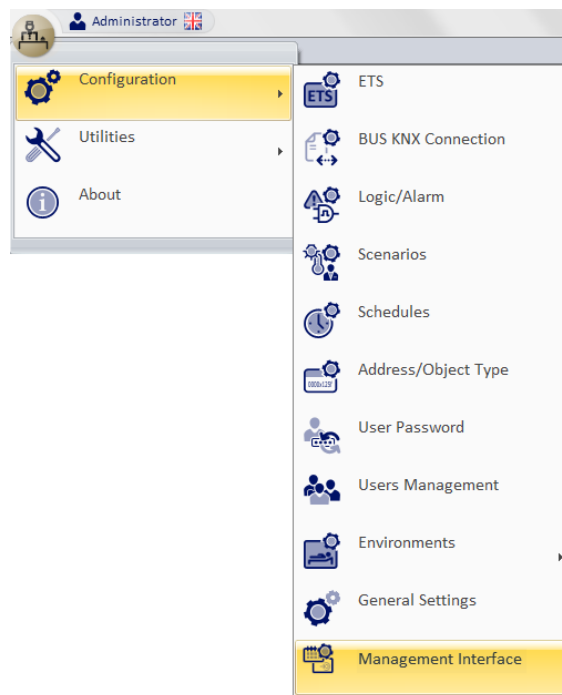 Administrator
Configuration
Utilities
About
ETS
ETS
BUS KNX Connection
Logic/Alarm
Scenarios
Schedules
Address/Object Type
User Password
Users Management
Environments
General Settings
Management Interface